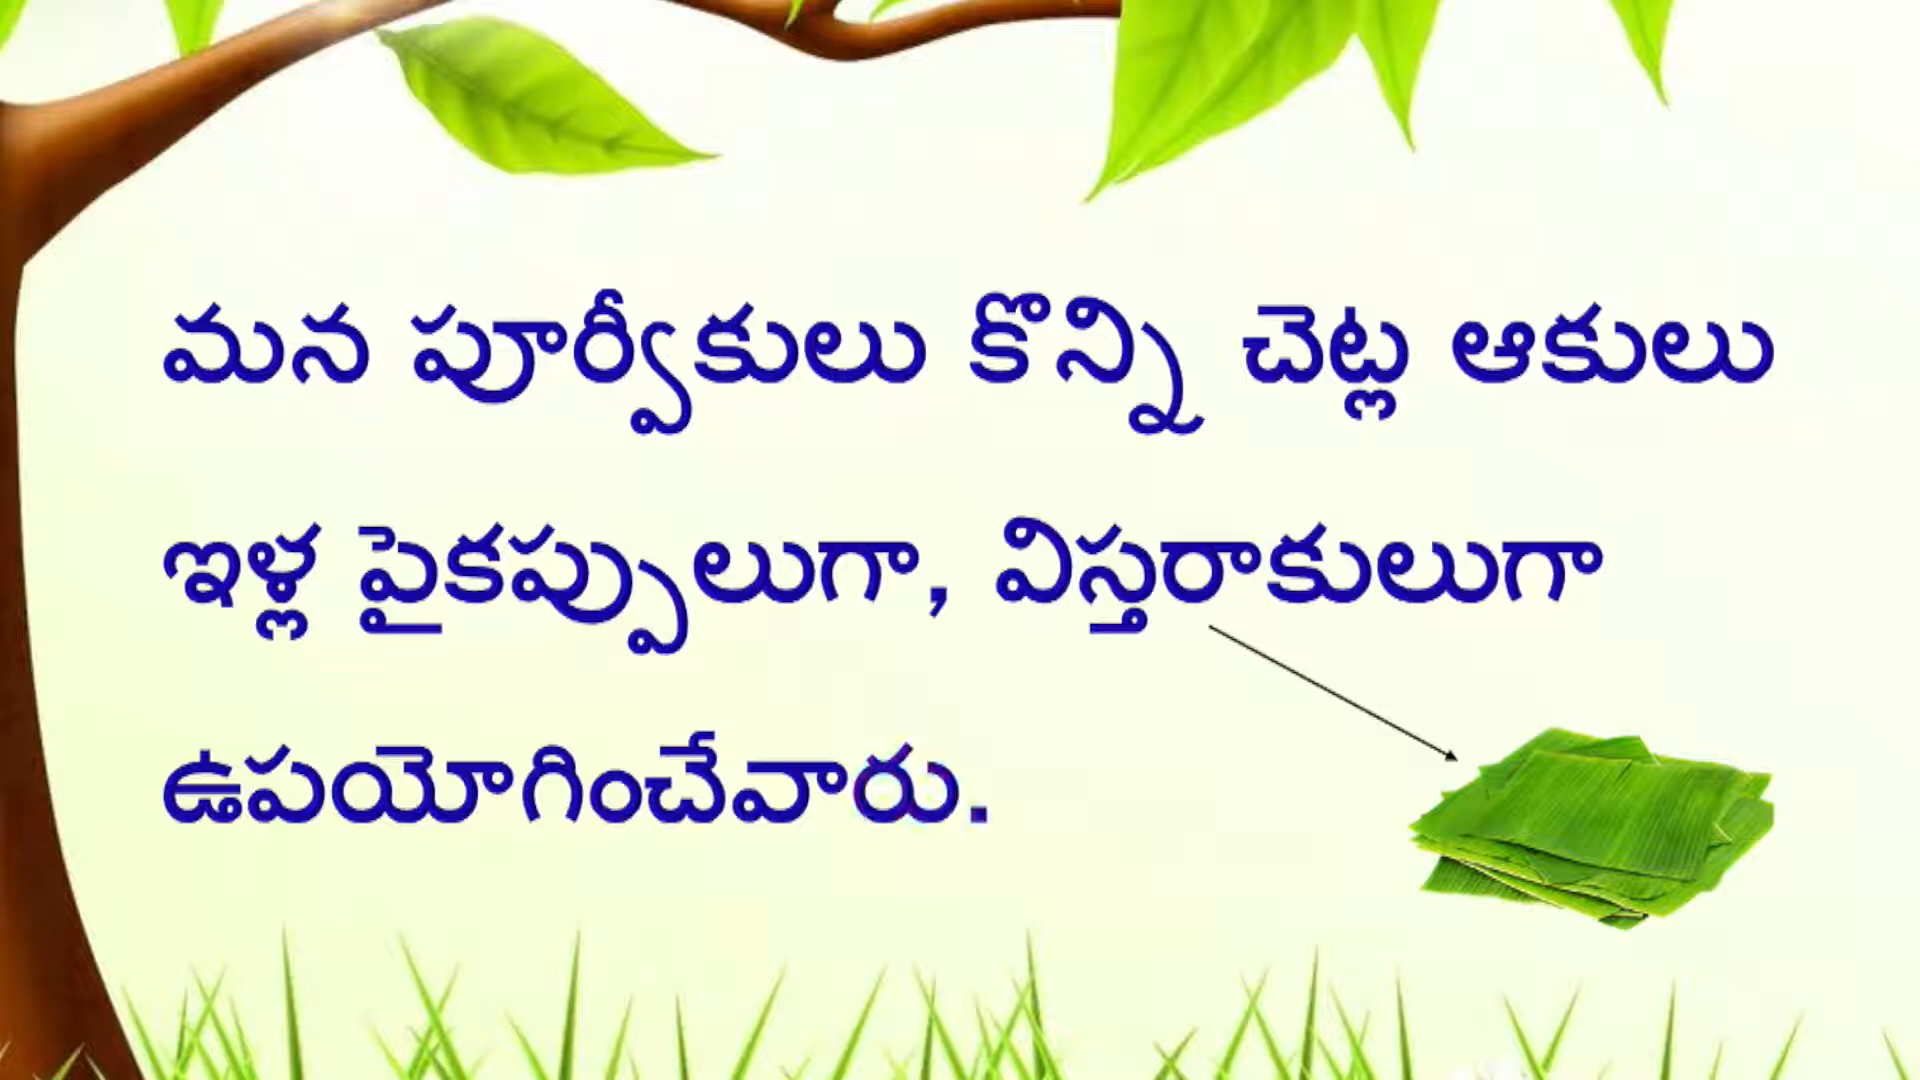 మన పూర్వీకులు కొన్ని చెట్ల ఆకులు
ఇళ్ల పైకప్పులుగా, విస్తరాకులుగా
ఉపయోగించేవారు.